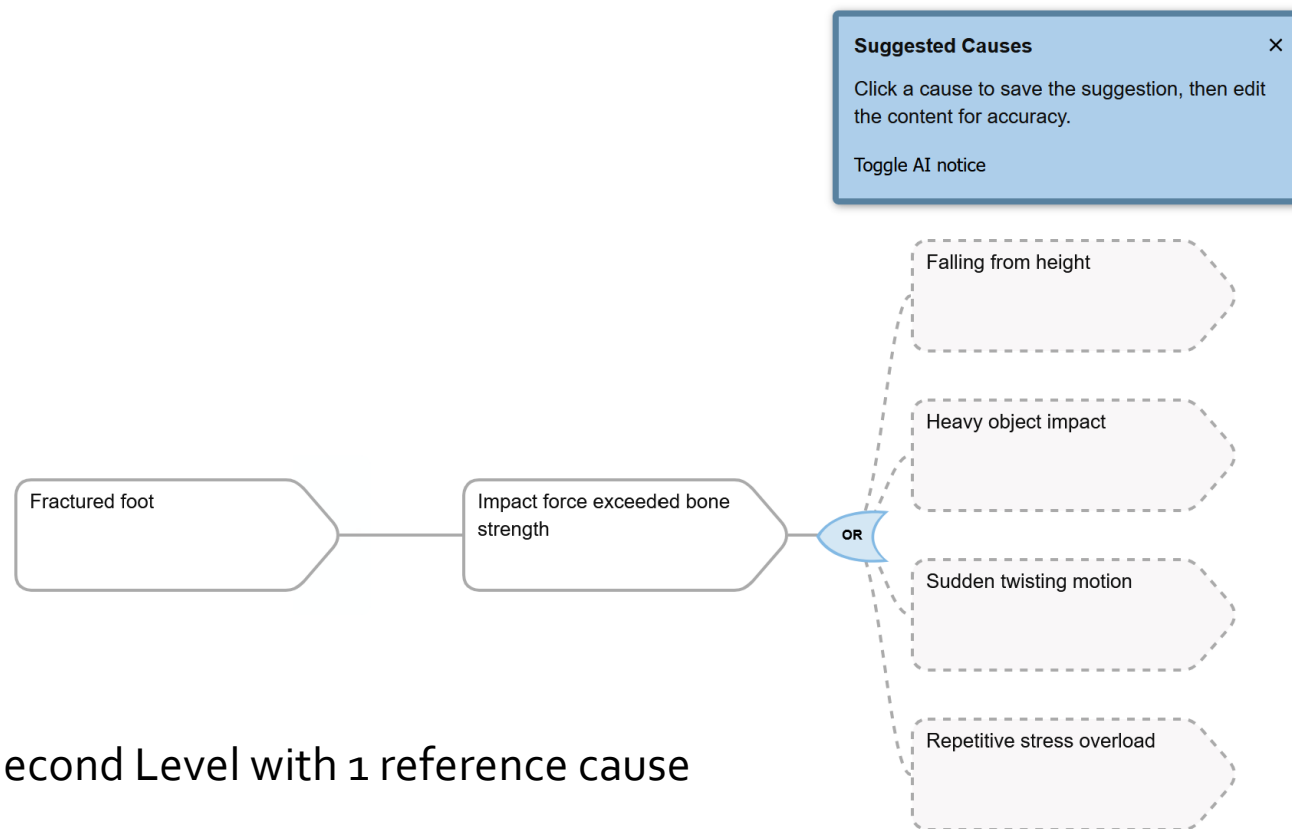 Suggested Causes ×
Click a cause to save the suggestion, then edit
the content for accuracy.
Toggle AI notice
Falling from height
Heavy object impact
Fractured foot
Impact force exceeded bone
strength
OR
Sudden twisting motion
Repetitive stress overload
econd Level with 1 reference cause